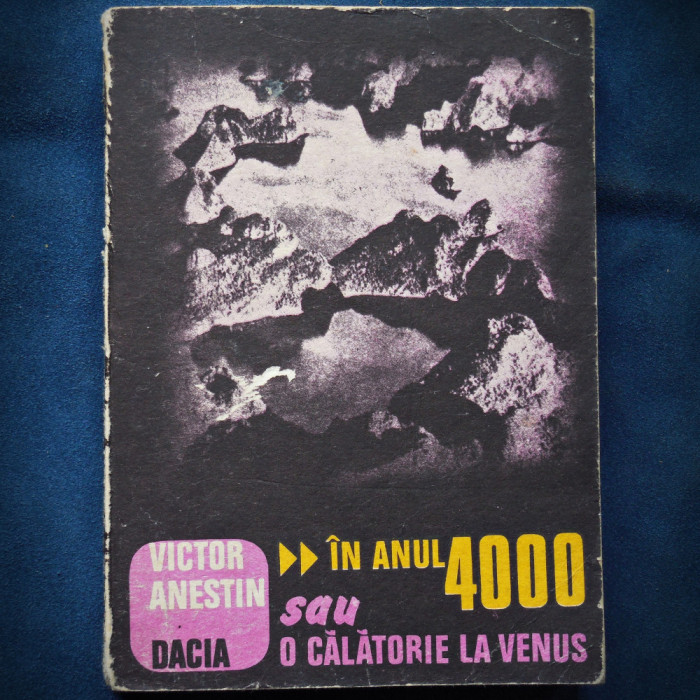 VICTOR
ANESTIN
DACIA
ÎN ANUL 4000
sau
O CĂLĂTORIE LA VENUS